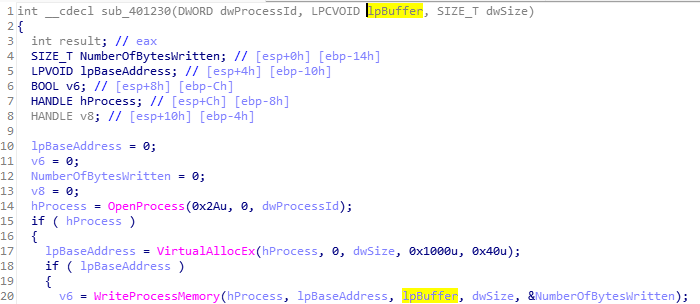 1 int __cdecl sub_401230(DWORD dwProcessId, LPCVOID lpBuffer, SIZE_T dwSize)
2 {
3   int result; // eax
4   SIZE_T NumberOfBytesWritten; // [esp+0h] [ebp-14h]
5   LPVOID lpBaseAddress; // [esp+4h] [ebp-10h]
6   BOOL v6; // [esp+8h] [ebp-Ch]
7   HANDLE hProcess; // [esp+Ch] [ebp-8h]
8   HANDLE v8; // [esp+10h] [ebp-4h]
9
10   lpBaseAddress = 0;
11   v6 = 0;
12   NumberOfBytesWritten = 0;
13   v8 = 0;
14   hProcess = OpenProcess(0x2Au, 0, dwProcessId);
15   if ( hProcess )
16   {
17     lpBaseAddress = VirtualAllocEx(hProcess, 0, dwSize, 0x1000u, 0x40u);
18     if ( lpBaseAddress )
19     {
20       v6 = WriteProcessMemory(hProcess, lpBaseAddress, lpBuffer, dwSize, &NumberOfBytesWritten);